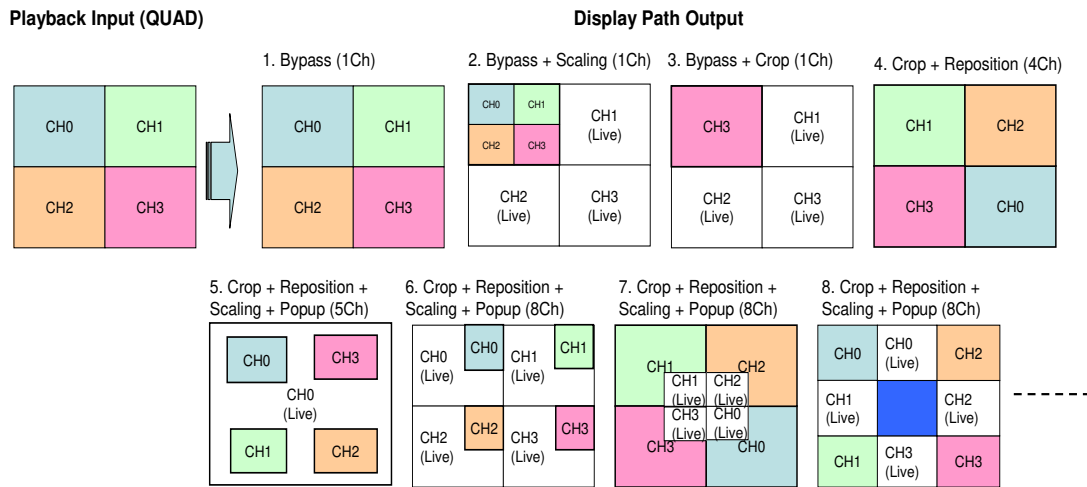 Playback Input (QUAD)
Display Path Output
1. Bypass (1Ch)
2. Bypass + Scaling (1Ch)
3. Bypass + Crop (1Ch)
4. Crop + Reposition (4Ch)
CH0
CH1
CH2
CH3
CH0
CH1
CH2
CH3
CH0
CH1
CH2
CH3
CH1
(Live)
CH2
(Live)
CH3
(Live)
CH3
CH1
(Live)
CH2
(Live)
CH3
(Live)
CH1
CH2
CH3
CH0
5. Crop + Reposition +
Scaling + Popup (5Ch)
CH0
CH3
CH0
(Live)
CH1
CH2
6. Crop + Reposition +
Scaling + Popup (8Ch)
CH0
(Live)
CH0
CH1
(Live)
CH1
CH2
(Live)
CH2
CH3
(Live)
CH3
7. Crop + Reposition +
Scaling + Popup (8Ch)
CH1
CH2
CH1
(Live)
CH2
(Live)
CH3
(Live)
CH0
(Live)
CH3
CH0
8. Crop + Reposition +
Scaling + Popup (8Ch)
CH0
CH0
(Live)
CH2
CH1
(Live)
CH2
(Live)
CH1
CH3
(Live)
CH3